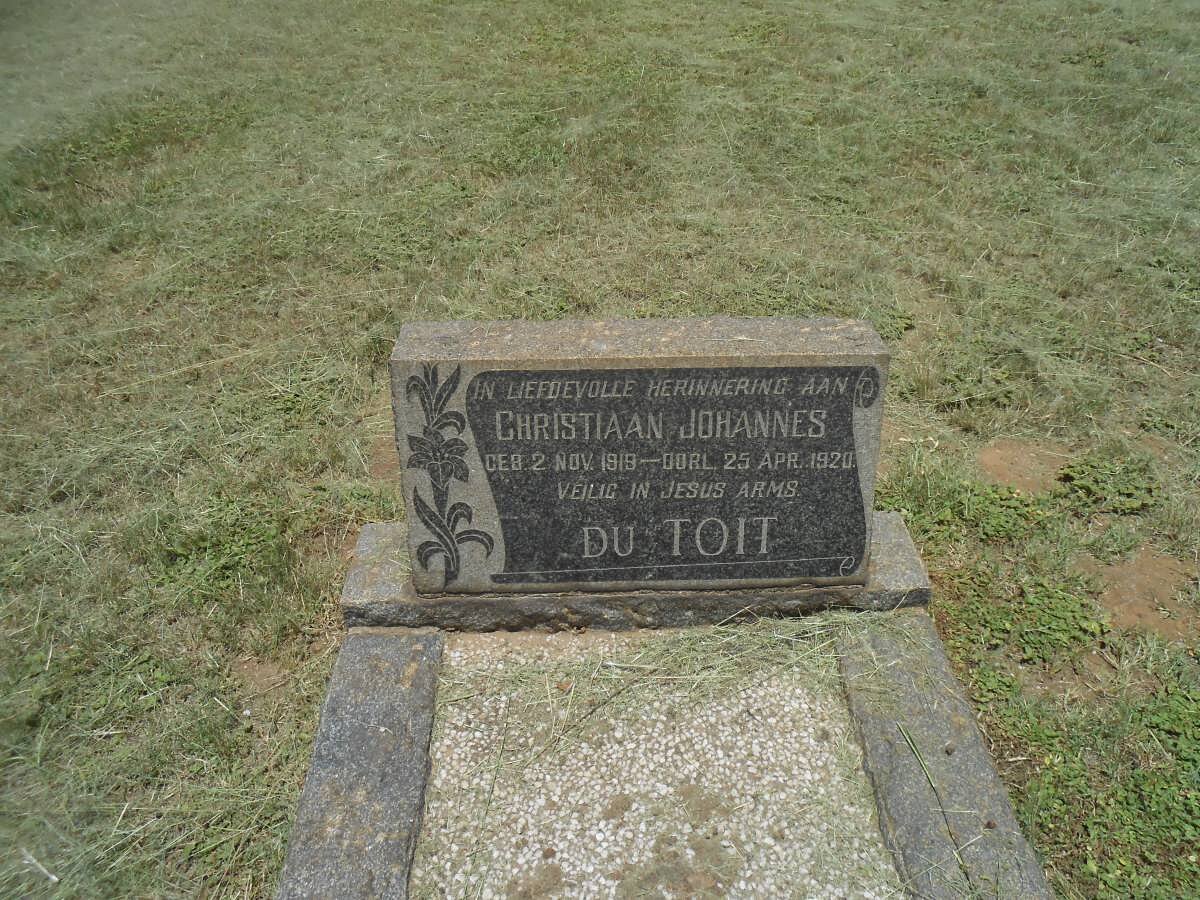 IN LIEFDEVOLLE HERINNERING AAN
CHRISTIAAN JOHANNES
GEB. 2 NOV. 1919 — OORL. 25 APR. 1920.
VEILIG IN JESUS ARMS.
DU TOIT